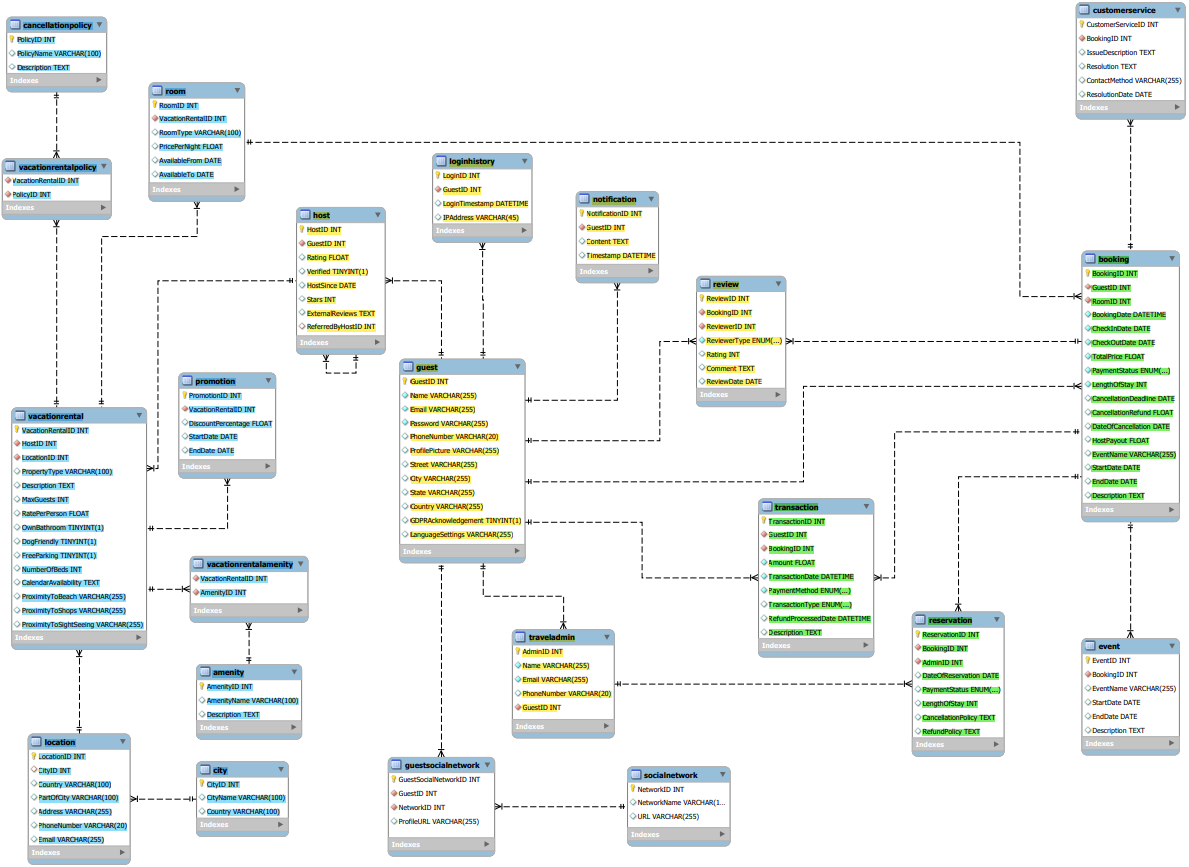 cancellationpolicy
PolicyID INT
PolicyName VARCHAR(100)
Description TEXT
Indexes
customerservice
CustomerServiceID INT
BookingID INT
IssueDescription TEXT
Resolution TEXT
ContactMethod VARCHAR(255)
ResolutionDate DATE
Indexes
room
RoomID INT
VacationRentalID INT
RoomType VARCHAR(100)
PricePerNight FLOAT
AvailableFrom DATE
AvailableTo DATE
Indexes
vacationrentalpolicy
VacationRentalID INT
PolicyID INT
Indexes
loginhistory
LoginID INT
GuestID INT
LoginTimestamp DATETIME
IPAddress VARCHAR(45)
Indexes
notification
NotificationID INT
GuestID INT
Content TEXT
Timestamp DATETIME
Indexes
host
HostID INT
GuestID INT
Rating FLOAT
Verified TINYINT(1)
HostSince DATE
Stars INT
ExternalReviews TEXT
ReferredByHostID INT
Indexes
booking
BookingID INT
GuestID INT
RoomID INT
BookingDate DATETIME
CheckInDate DATE
CheckOutDate DATE
TotalPrice FLOAT
PaymentStatus ENUM(...)
LengthOfStay INT
CancellationDeadline DATE
CancellationRefund FLOAT
DateOfCancellation DATE
HostPayout FLOAT
EventName VARCHAR(255)
StartDate DATE
EndDate DATE
Description TEXT
Indexes
review
ReviewID INT
BookingID INT
ReviewerID INT
ReviewerType ENUM(...)
Rating INT
Comment TEXT
ReviewDate DATE
Indexes
guest
GuestID INT
Name VARCHAR(255)
Email VARCHAR(255)
Password VARCHAR(255)
PhoneNumber VARCHAR(20)
ProfilePicture VARCHAR(255)
Street VARCHAR(255)
City VARCHAR(255)
State VARCHAR(255)
Country VARCHAR(255)
GDPRAcknowledgement TINYINT(1)
LanguageSettings VARCHAR(255)
Indexes
promotion
PromotionID INT
VacationRentalID INT
DiscountPercentage FLOAT
StartDate DATE
EndDate DATE
Indexes
vacationrental
VacationRentalID INT
HostID INT
LocationID INT
PropertyType VARCHAR(100)
Description TEXT
MaxGuests INT
RatePerPerson FLOAT
OwnBathroom TINYINT(1)
DogFriendly TINYINT(1)
FreeParking TINYINT(1)
NumberOfBeds INT
CalendarAvailability TEXT
ProximityToBeach VARCHAR(255)
ProximityToShops VARCHAR(255)
ProximityToSightSeeing VARCHAR(255)
Indexes
transaction
TransactionID INT
GuestID INT
BookingID INT
Amount FLOAT
TransactionDate DATETIME
PaymentMethod ENUM(...)
TransactionType ENUM(...)
RefundProcessedDate DATETIME
Description TEXT
Indexes
vacationrentalamenity
VacationRentalID INT
AmenityID INT
Indexes
reservation
ReservationID INT
BookingID INT
AdminID INT
DateOfReservation DATE
PaymentStatus ENUM(...)
LengthOfStay INT
CancellationPolicy TEXT
RefundPolicy TEXT
Indexes
traveladmin
AdminID INT
Name VARCHAR(255)
Email VARCHAR(255)
PhoneNumber VARCHAR(20)
GuestID INT
Indexes
event
EventID INT
BookingID INT
EventName VARCHAR(255)
StartDate DATE
EndDate DATE
Description TEXT
Indexes
amenity
AmenityID INT
AmenityName VARCHAR(100)
Description TEXT
Indexes
location
LocationID INT
CityID INT
Country VARCHAR(100)
PartOfCity VARCHAR(100)
Address VARCHAR(255)
PhoneNumber VARCHAR(20)
Email VARCHAR(255)
Indexes
city
CityID INT
CityName VARCHAR(100)
Country VARCHAR(100)
Indexes
guestsocialnetwork
GuestSocialNetworkID INT
GuestID INT
NetworkID INT
ProfileURL VARCHAR(255)
Indexes
socialnetwork
NetworkID INT
NetworkName VARCHAR(1...
URL VARCHAR(255)
Indexes